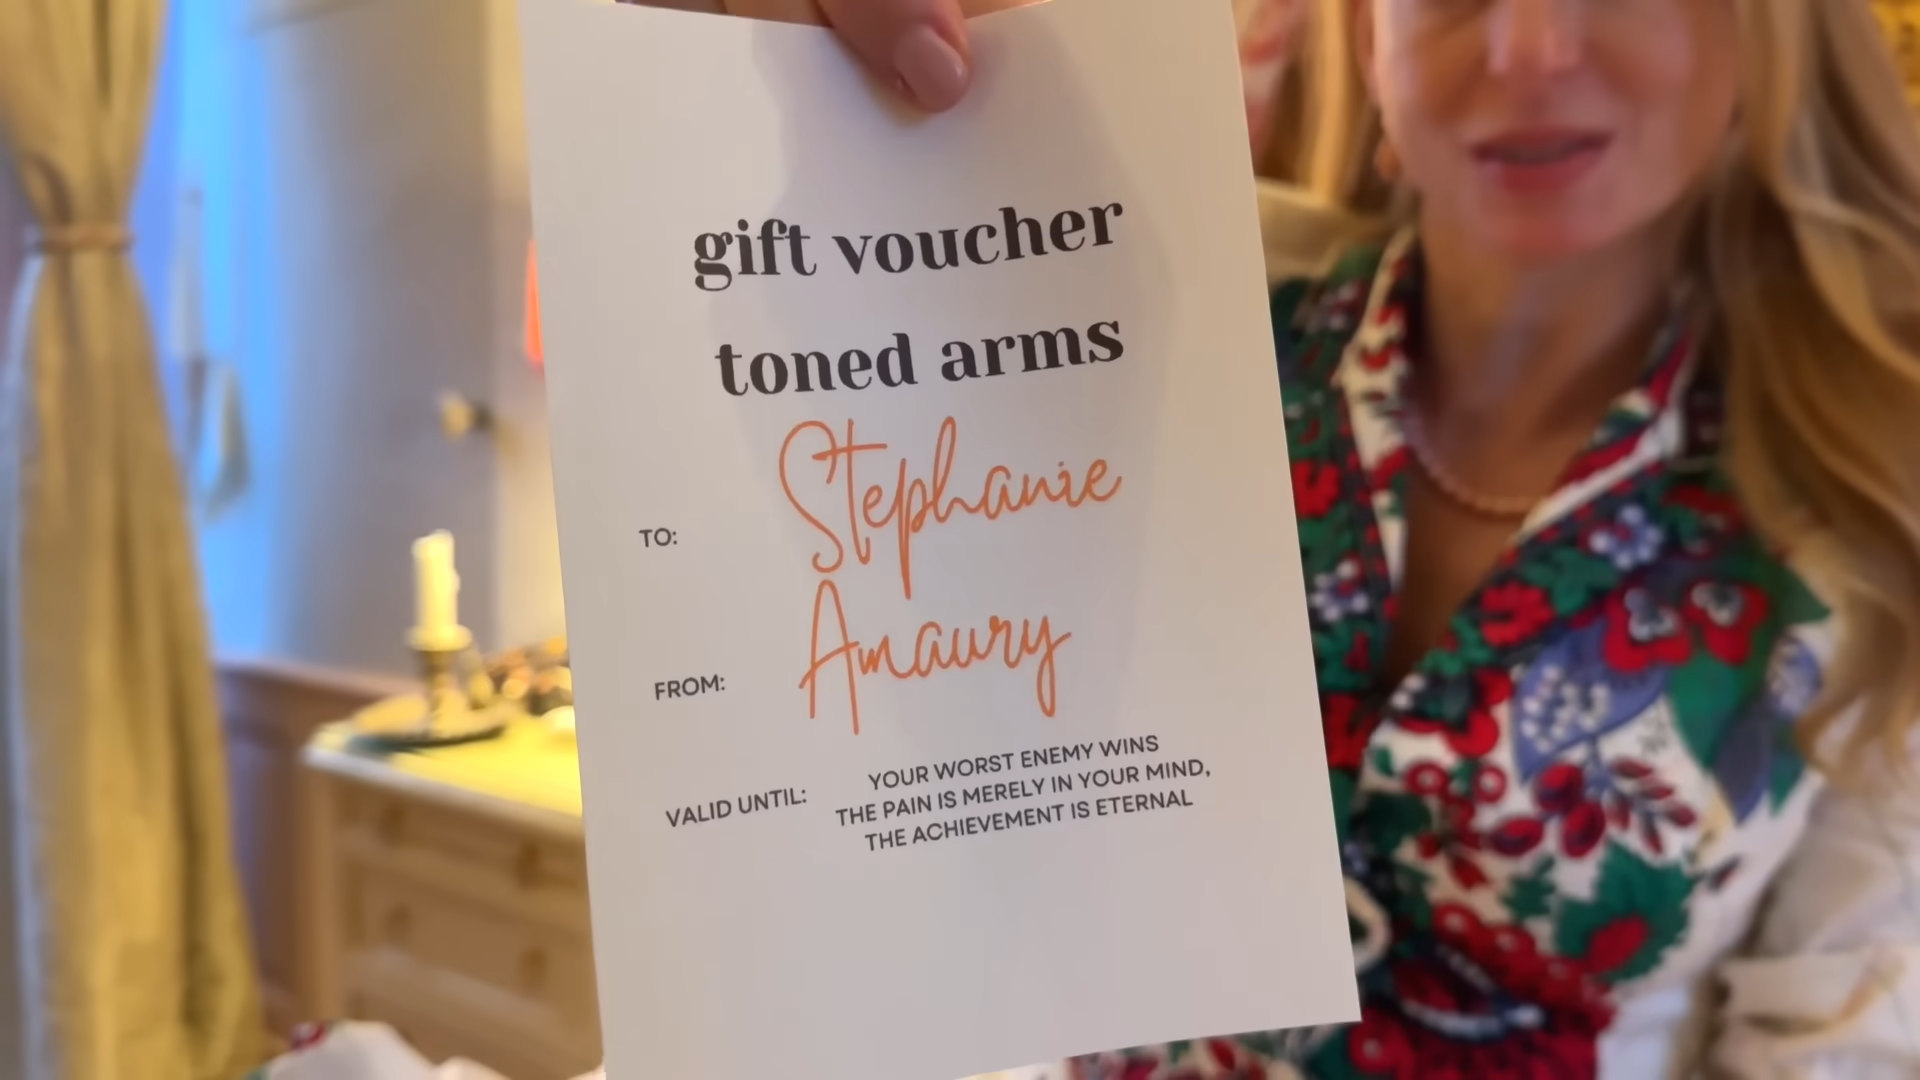 gift voucher
toned arms
TO: Stephanie
FROM: Amaury
VALID UNTIL: YOUR WORST ENEMY WINS
THE PAIN IS MERELY IN YOUR MIND,
THE ACHIEVEMENT IS ETERNAL